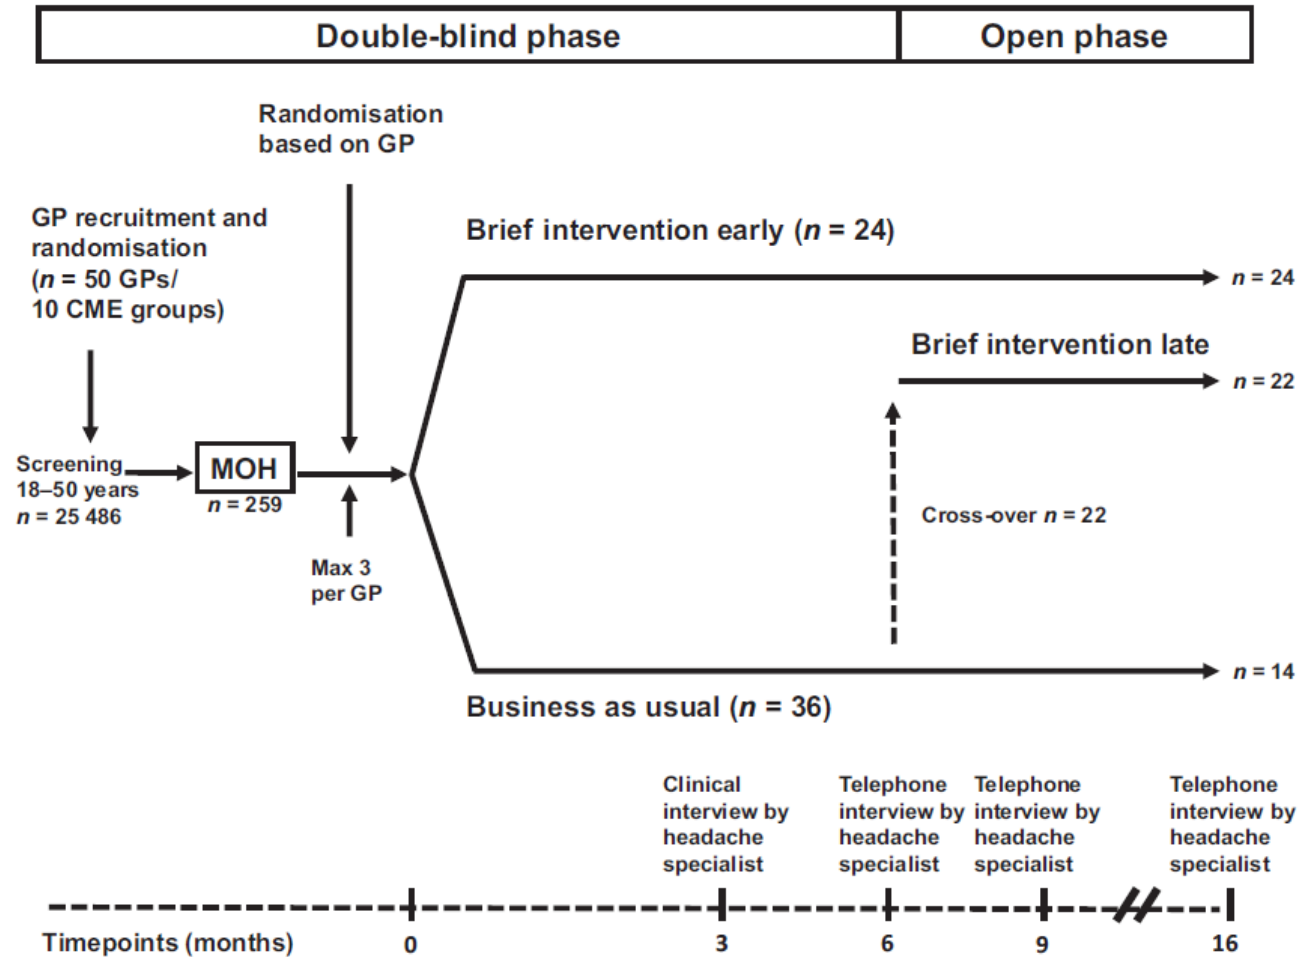 Double-blind phase
Open phase
Randomisation
based on GP
GP recruitment and
randomisation
(n = 50 GPs/
10 CME groups)
Brief intervention early (n = 24)
n = 24
Brief intervention late
n = 22
Screening
18–50 years
n = 25 486
MOH
n = 259
Cross-over n = 22
Max 3
per GP
n = 14
Business as usual (n = 36)
Clinical
interview by
headache
specialist
Telephone
interview by
headache
specialist
Telephone
interview by
headache
specialist
Telephone
interview by
headache
specialist
Timepoints (months)
0
3
6
9
16